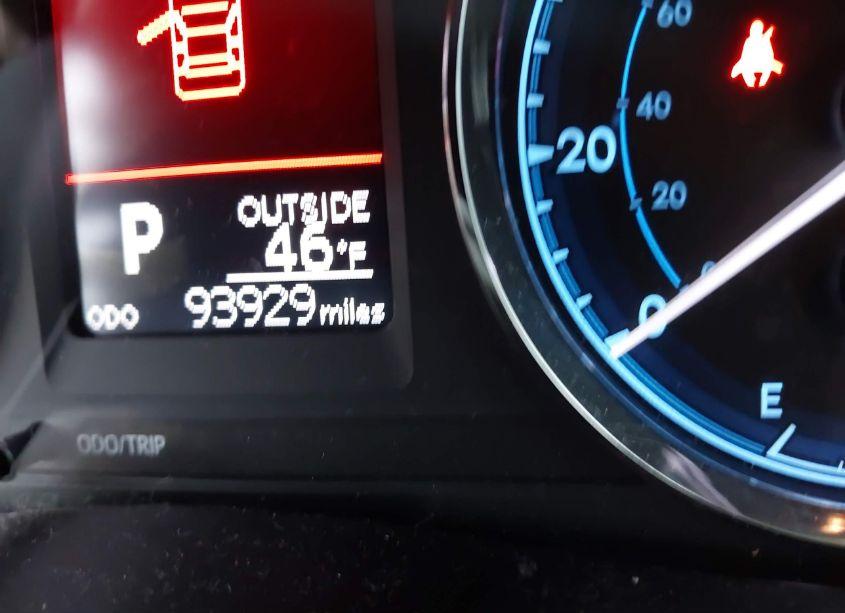 P
OUTSIDE
46°F
ODO 93929 miles
ODO/TRIP
60
40
20
20
0
E